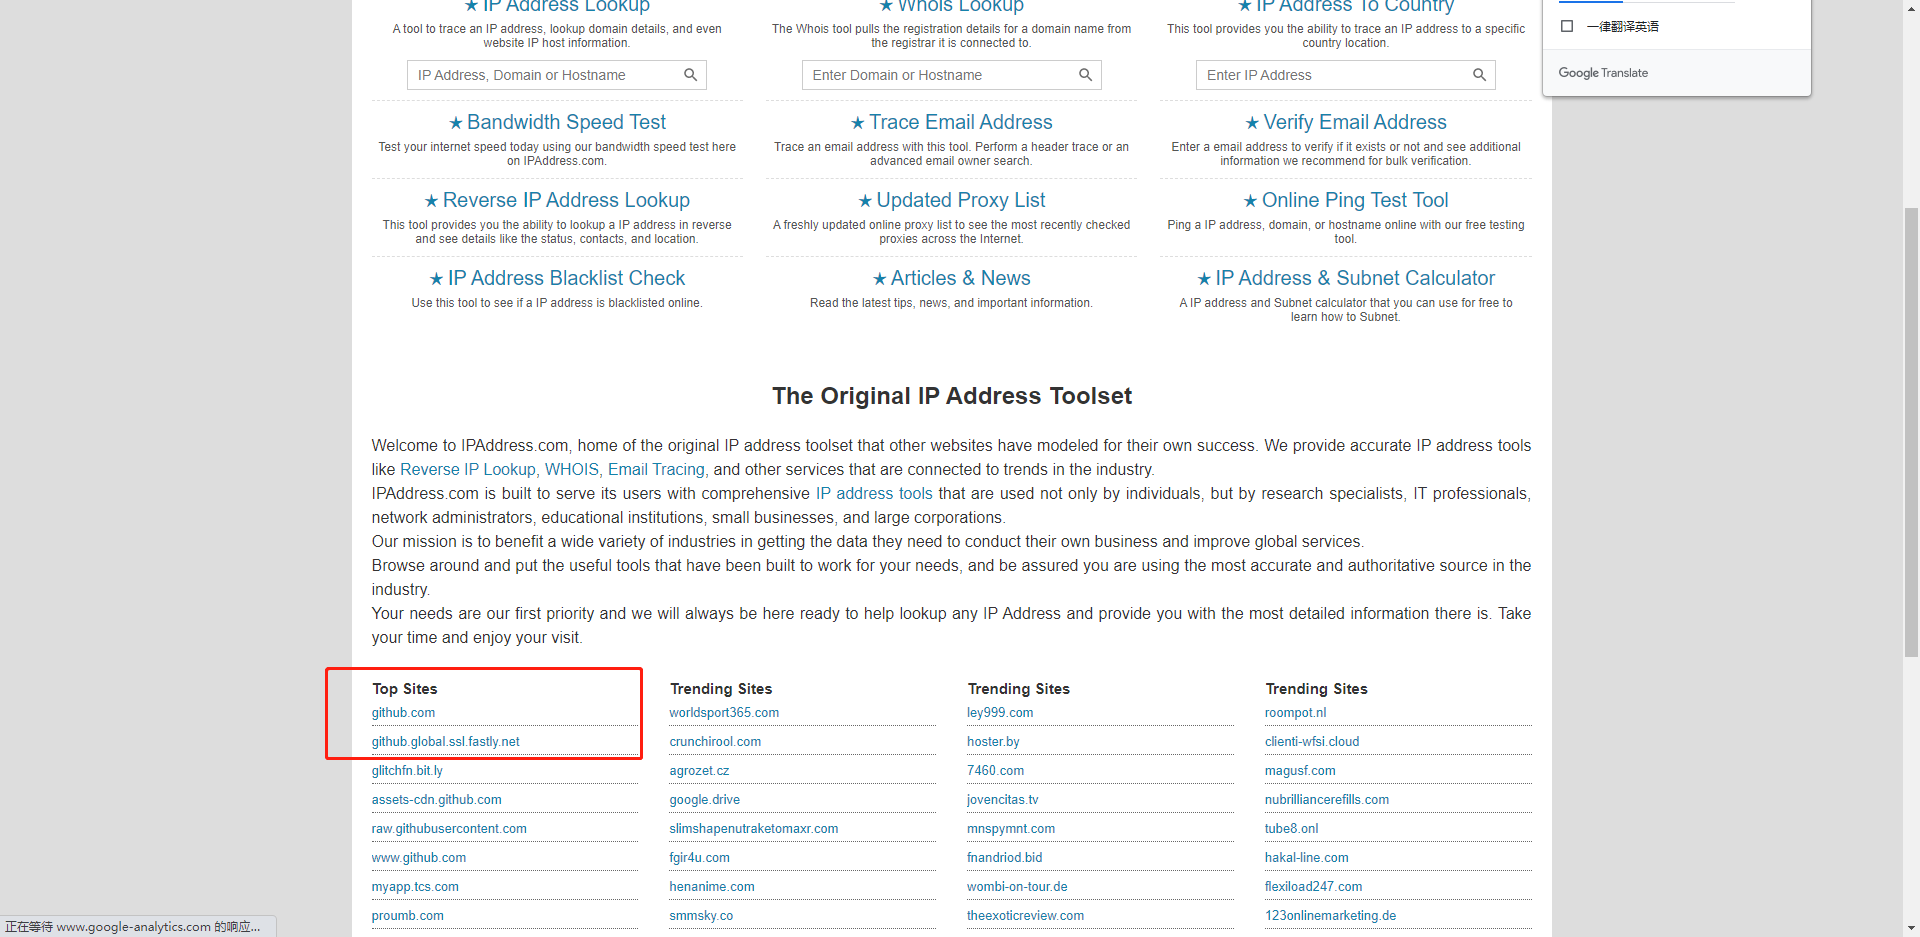 ★ IP Address Lookup
A tool to trace an IP address, lookup domain details, and even
website IP host information.
IP Address, Domain or Hostname
★ Whois Lookup
The Whois tool pulls the registration details for a domain name from
the registrar it is connected to.
Enter Domain or Hostname
★ IP Address To Country
This tool provides you the ability to trace an IP address to a specific
country location.
Enter IP Address
一律翻译英语
Google Translate
★ Bandwidth Speed Test
Test your internet speed today using our bandwidth speed test here
on IPAddress.com.
★ Trace Email Address
Trace an email address with this tool. Perform a header trace or an
advanced email owner search.
★ Verify Email Address
Enter a email address to verify if it exists or not and see additional
information we recommend for bulk verification.
★ Reverse IP Address Lookup
This tool provides you the ability to lookup a IP address in reverse
and see details like the status, contacts, and location.
★ Updated Proxy List
A freshly updated online proxy list to see the most recently checked
proxies across the Internet.
★ Online Ping Test Tool
Ping a IP address, domain, or hostname online with our free testing
tool.
★ IP Address Blacklist Check
Use this tool to see if a IP address is blacklisted online.
★ Articles & News
Read the latest tips, news, and important information.
★ IP Address & Subnet Calculator
A IP address and Subnet calculator that you can use for free to
learn how to Subnet.
The Original IP Address Toolset
Welcome to IPAddress.com, home of the original IP address toolset that other websites have modeled for their own success. We provide accurate IP address tools
like Reverse IP Lookup, WHOIS, Email Tracing, and other services that are connected to trends in the industry.
IPAddress.com is built to serve its users with comprehensive IP address tools that are used not only by individuals, but by research specialists, IT professionals,
network administrators, educational institutions, small businesses, and large corporations.
Our mission is to benefit a wide variety of industries in getting the data they need to conduct their own business and improve global services.
Browse around and put the useful tools that have been built to work for your needs, and be assured you are using the most accurate and authoritative source in the
industry.
Your needs are our first priority and we will always be here ready to help lookup any IP Address and provide you with the most detailed information there is. Take
your time and enjoy your visit.
Top Sites
github.com
github.global.ssl.fastly.net
glitchfn.bit.ly
assets-cdn.github.com
raw.githubusercontent.com
www.github.com
myapp.tcs.com
proumb.com
Trending Sites
worldsport365.com
crunchirool.com
agrozet.cz
google.drive
slimshapenutraketomaxr.com
fgir4u.com
henanime.com
smmsky.co
Trending Sites
ley999.com
hoster.by
7460.com
jovencitas.tv
mnspymnt.com
fnandriod.bid
wombi-on-tour.de
theexoticreview.com
Trending Sites
roompot.nl
clienti-wfsi.cloud
magusf.com
nubrilliancerefills.com
tube8.onl
hakal-line.com
flexiload247.com
123onlinemarketing.de
正在等待 www.google-analytics.com 的响应...